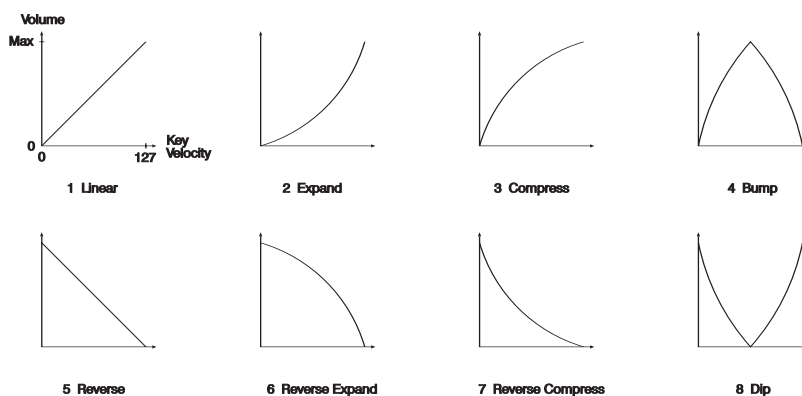 Volume
Max
0
0
127
Key
Velocity
1 Linear
2 Expand
3 Compress
4 Bump
5 Reverse
6 Reverse Expand
7 Reverse Compress
8 Dip